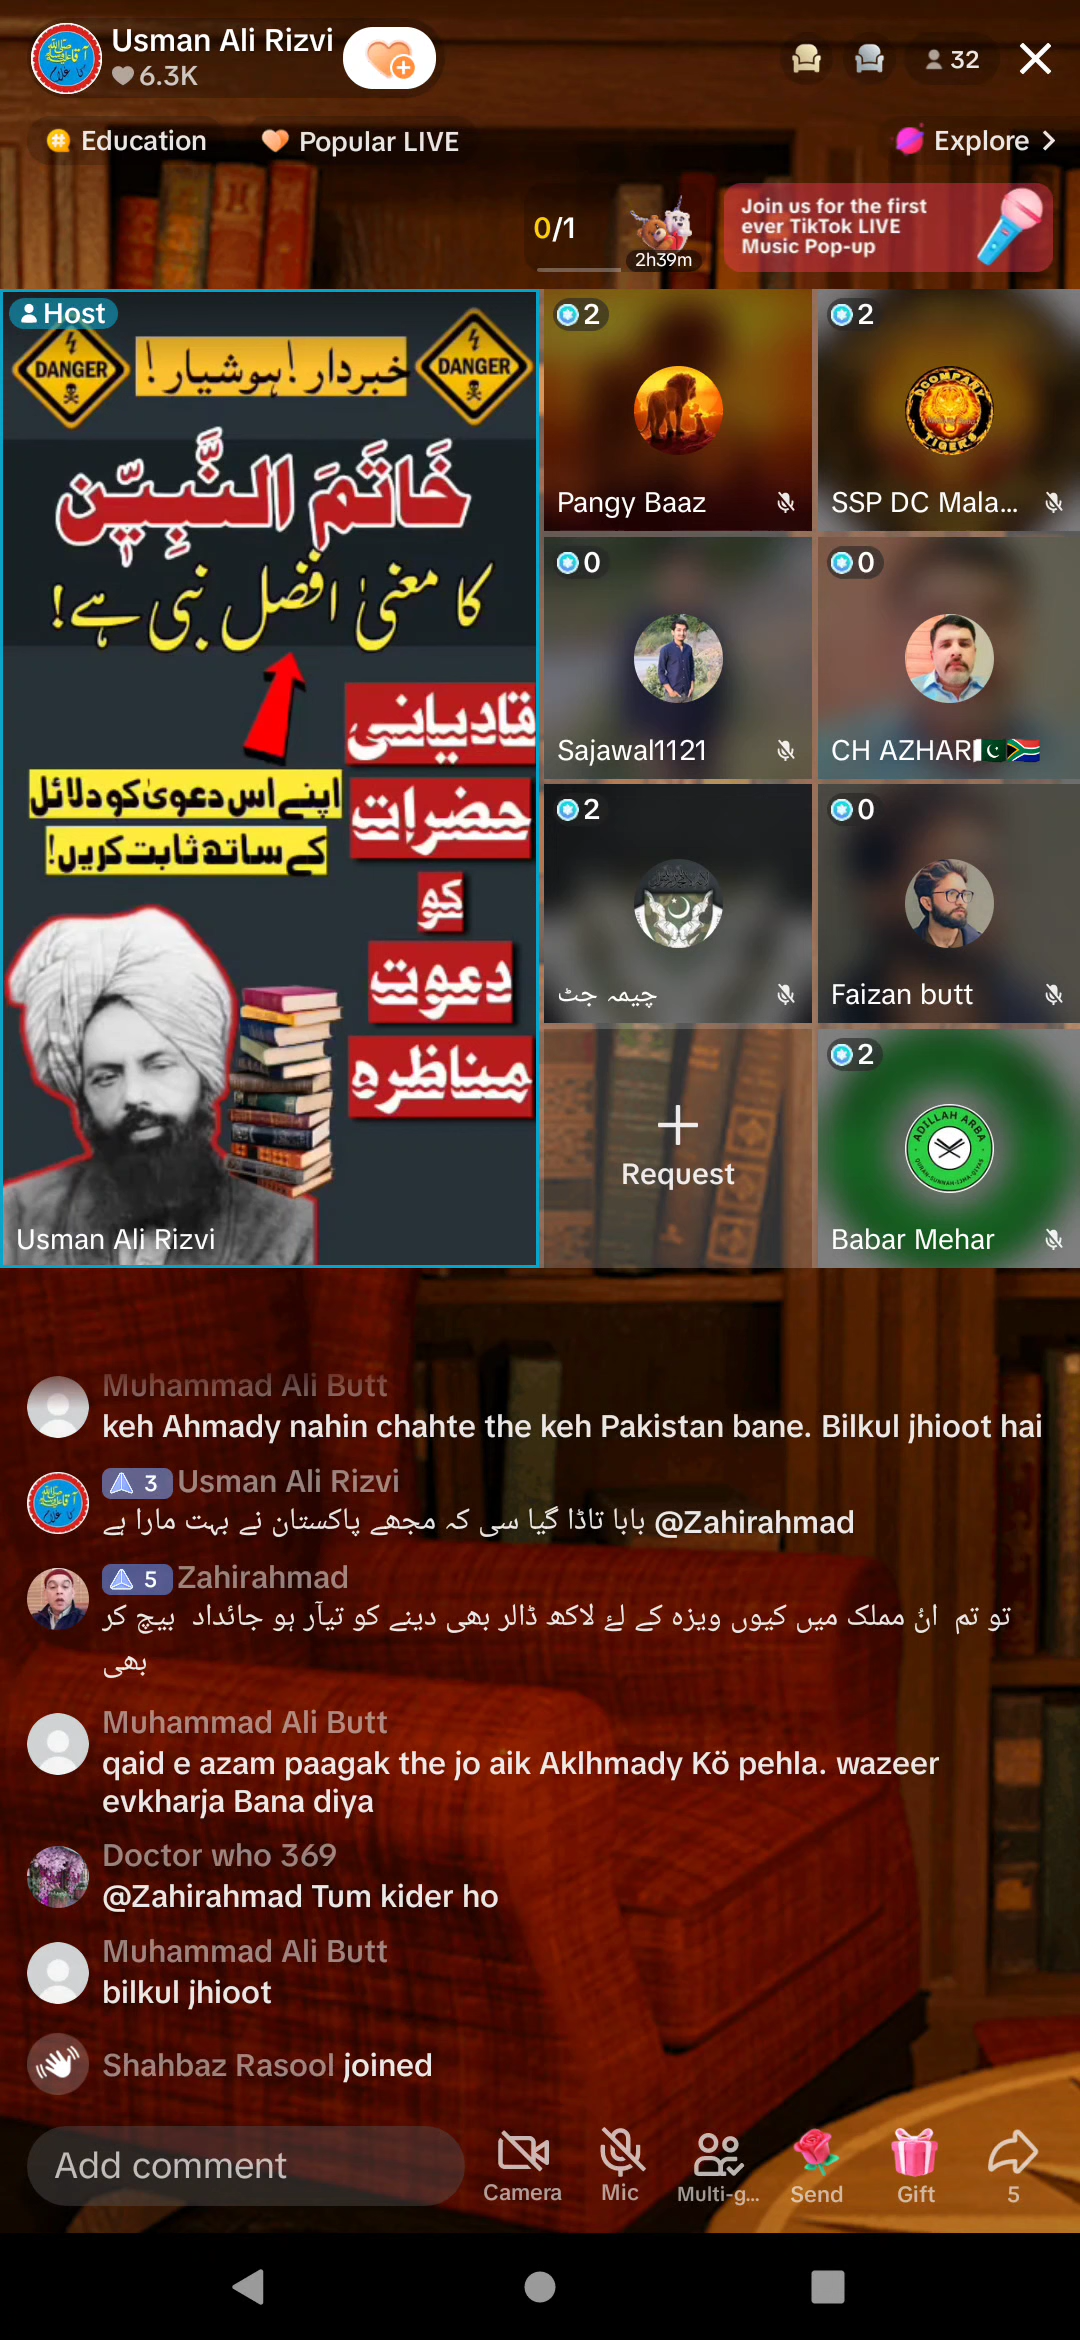 Usman Ali Rizvi
6.3K
32
Education
Popular LIVE
Explore
0/1
2h39m
Join us for the first
ever TikTok LIVE
Music Pop-up
Host
DANGER
خبردار!ہوشیار!
DANGER
خَاتَمَ النَّبِیّٖن
کا معنیٰ افضل نبی ہے!
قادیانی
حضرات
کو
دعوت
مناظرہ
اپنے اس دعویٰ کو دلائل
کے ساتھ ثابت کریں!
Usman Ali Rizvi
2
Pangy Baaz
2
DOOMPANY
TIGERS
SSP DC Mala...
0
Sajawal1121
0
CH AZHAR
2
چیمہ جٹ
0
Faizan butt
Request
2
ADILLAH ARBA
Babar Mehar
Muhammad Ali Butt
keh Ahmady nahin chahte the keh Pakistan bane. Bilkul jhioot hai
3 Usman Ali Rizvi
@Zahirahmad بابا تاڈا گیا سی کہ مجھے پاکستان نے بہت مارا ہے
5 Zahirahmad
تو تم انُ مملک میں کیوں ویزہ کے لۓ لاکھ ڈالر بھی دینے کو تیآر ہو جائداد بیچ کر
بھی
Muhammad Ali Butt
qaid e azam paagak the jo aik Aklhmady Kö pehla. wazeer
evkharja Bana diya
Doctor who 369
@Zahirahmad Tum kider ho
Muhammad Ali Butt
bilkul jhioot
Shahbaz Rasool joined
Add comment
Camera
Mic
Multi-g...
Send
Gift
5